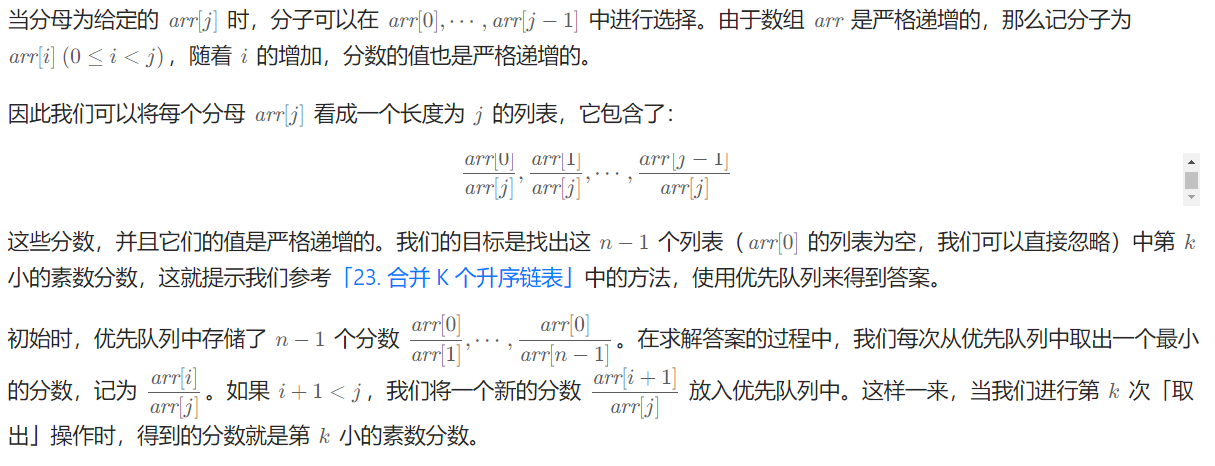 当分母为给定的 arr[j] 时，分子可以在 arr[0], ⋯ , arr[j − 1] 中进行选择。由于数组 arr 是严格递增的，那么记分子为
arr[i] (0 ≤ i < j)，随着 i 的增加，分数的值也是严格递增的。
因此我们可以将每个分母 arr[j] 看成一个长度为 j 的列表，它包含了：
arr[0]/arr[j], arr[1]/arr[j], ⋯ , arr[j − 1]/arr[j]
这些分数，并且它们的值是严格递增的。我们的目标是找出这 n − 1 个列表（arr[0] 的列表为空，我们可以直接忽略）中第 k
小的素数分数，这就提示我们参考「23. 合并 K 个升序链表」中的方法，使用优先队列来得到答案。
初始时，优先队列中存储了 n − 1 个分数 arr[0]/arr[1], ⋯ , arr[0]/arr[n − 1]。在求解答案的过程中，我们每次从优先队列中取出一个最小
的分数，记为 arr[i]/arr[j]。如果 i + 1 < j，我们将一个新的分数 arr[i + 1]/arr[j] 放入优先队列中。这样一来，当我们进行第 k 次「取
出」操作时，得到的分数就是第 k 小的素数分数。